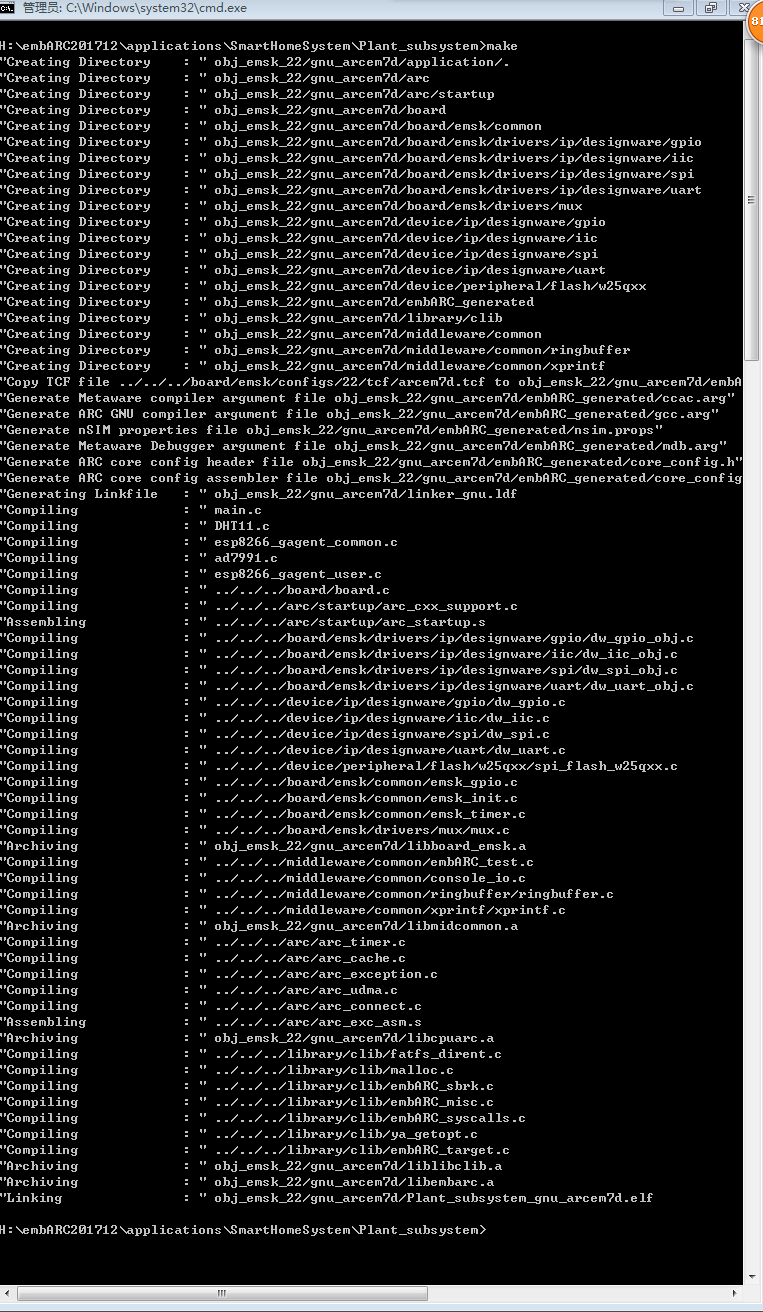 管理员: C:\Windows\system32\cmd.exe
81
H:\embARC201712\applications\SmartHomeSystem\Plant_subsystem>make
"Creating Directory    : " obj_emsk_22/gnu_arcem7d/application/.
"Creating Directory    : " obj_emsk_22/gnu_arcem7d/arc
"Creating Directory    : " obj_emsk_22/gnu_arcem7d/arc/startup
"Creating Directory    : " obj_emsk_22/gnu_arcem7d/board
"Creating Directory    : " obj_emsk_22/gnu_arcem7d/board/emsk/common
"Creating Directory    : " obj_emsk_22/gnu_arcem7d/board/emsk/drivers/ip/designware/gpio
"Creating Directory    : " obj_emsk_22/gnu_arcem7d/board/emsk/drivers/ip/designware/iic
"Creating Directory    : " obj_emsk_22/gnu_arcem7d/board/emsk/drivers/ip/designware/spi
"Creating Directory    : " obj_emsk_22/gnu_arcem7d/board/emsk/drivers/ip/designware/uart
"Creating Directory    : " obj_emsk_22/gnu_arcem7d/board/emsk/drivers/mux
"Creating Directory    : " obj_emsk_22/gnu_arcem7d/device/ip/designware/gpio
"Creating Directory    : " obj_emsk_22/gnu_arcem7d/device/ip/designware/iic
"Creating Directory    : " obj_emsk_22/gnu_arcem7d/device/ip/designware/spi
"Creating Directory    : " obj_emsk_22/gnu_arcem7d/device/ip/designware/uart
"Creating Directory    : " obj_emsk_22/gnu_arcem7d/device/peripheral/flash/w25qxx
"Creating Directory    : " obj_emsk_22/gnu_arcem7d/embARC_generated
"Creating Directory    : " obj_emsk_22/gnu_arcem7d/library/clib
"Creating Directory    : " obj_emsk_22/gnu_arcem7d/middleware/common
"Creating Directory    : " obj_emsk_22/gnu_arcem7d/middleware/common/ringbuffer
"Creating Directory    : " obj_emsk_22/gnu_arcem7d/middleware/common/xprintf
"Copy TCF file ../../../board/emsk/configs/22/tcf/arcem7d.tcf to obj_emsk_22/gnu_arcem7d/embA
"Generate Metaware compiler argument file obj_emsk_22/gnu_arcem7d/embARC_generated/ccac.arg"
"Generate ARC GNU compiler argument file obj_emsk_22/gnu_arcem7d/embARC_generated/gcc.arg"
"Generate nSIM properties file obj_emsk_22/gnu_arcem7d/embARC_generated/nsim.props"
"Generate Metaware Debugger argument file obj_emsk_22/gnu_arcem7d/embARC_generated/mdb.arg"
"Generate ARC core config header file obj_emsk_22/gnu_arcem7d/embARC_generated/core_config.h"
"Generate ARC core config assembler file obj_emsk_22/gnu_arcem7d/embARC_generated/core_config
"Generating Linkfile   : " obj_emsk_22/gnu_arcem7d/linker_gnu.ldf
"Compiling             : " main.c
"Compiling             : " DHT11.c
"Compiling             : " esp8266_gagent_common.c
"Compiling             : " ad7991.c
"Compiling             : " esp8266_gagent_user.c
"Compiling             : " ../../../board/board.c
"Compiling             : " ../../../arc/startup/arc_cxx_support.c
"Assembling            : " ../../../arc/startup/arc_startup.s
"Compiling             : " ../../../board/emsk/drivers/ip/designware/gpio/dw_gpio_obj.c
"Compiling             : " ../../../board/emsk/drivers/ip/designware/iic/dw_iic_obj.c
"Compiling             : " ../../../board/emsk/drivers/ip/designware/spi/dw_spi_obj.c
"Compiling             : " ../../../board/emsk/drivers/ip/designware/uart/dw_uart_obj.c
"Compiling             : " ../../../device/ip/designware/gpio/dw_gpio.c
"Compiling             : " ../../../device/ip/designware/iic/dw_iic.c
"Compiling             : " ../../../device/ip/designware/spi/dw_spi.c
"Compiling             : " ../../../device/ip/designware/uart/dw_uart.c
"Compiling             : " ../../../device/peripheral/flash/w25qxx/spi_flash_w25qxx.c
"Compiling             : " ../../../board/emsk/common/emsk_gpio.c
"Compiling             : " ../../../board/emsk/common/emsk_init.c
"Compiling             : " ../../../board/emsk/common/emsk_timer.c
"Compiling             : " ../../../board/emsk/drivers/mux/mux.c
"Archiving             : " obj_emsk_22/gnu_arcem7d/libboard_emsk.a
"Compiling             : " ../../../middleware/common/embARC_test.c
"Compiling             : " ../../../middleware/common/console_io.c
"Compiling             : " ../../../middleware/common/ringbuffer/ringbuffer.c
"Compiling             : " ../../../middleware/common/xprintf/xprintf.c
"Archiving             : " obj_emsk_22/gnu_arcem7d/libmidcommon.a
"Compiling             : " ../../../arc/arc_timer.c
"Compiling             : " ../../../arc/arc_cache.c
"Compiling             : " ../../../arc/arc_exception.c
"Compiling             : " ../../../arc/arc_udma.c
"Compiling             : " ../../../arc/arc_connect.c
"Assembling            : " ../../../arc/arc_exc_asm.s
"Archiving             : " obj_emsk_22/gnu_arcem7d/libcpuarc.a
"Compiling             : " ../../../library/clib/fatfs_dirent.c
"Compiling             : " ../../../library/clib/malloc.c
"Compiling             : " ../../../library/clib/embARC_sbrk.c
"Compiling             : " ../../../library/clib/embARC_misc.c
"Compiling             : " ../../../library/clib/embARC_syscalls.c
"Compiling             : " ../../../library/clib/ya_getopt.c
"Compiling             : " ../../../library/clib/embARC_target.c
"Archiving             : " obj_emsk_22/gnu_arcem7d/liblibclib.a
"Archiving             : " obj_emsk_22/gnu_arcem7d/libembarc.a
"Linking               : " obj_emsk_22/gnu_arcem7d/Plant_subsystem_gnu_arcem7d.elf
H:\embARC201712\applications\SmartHomeSystem\Plant_subsystem>